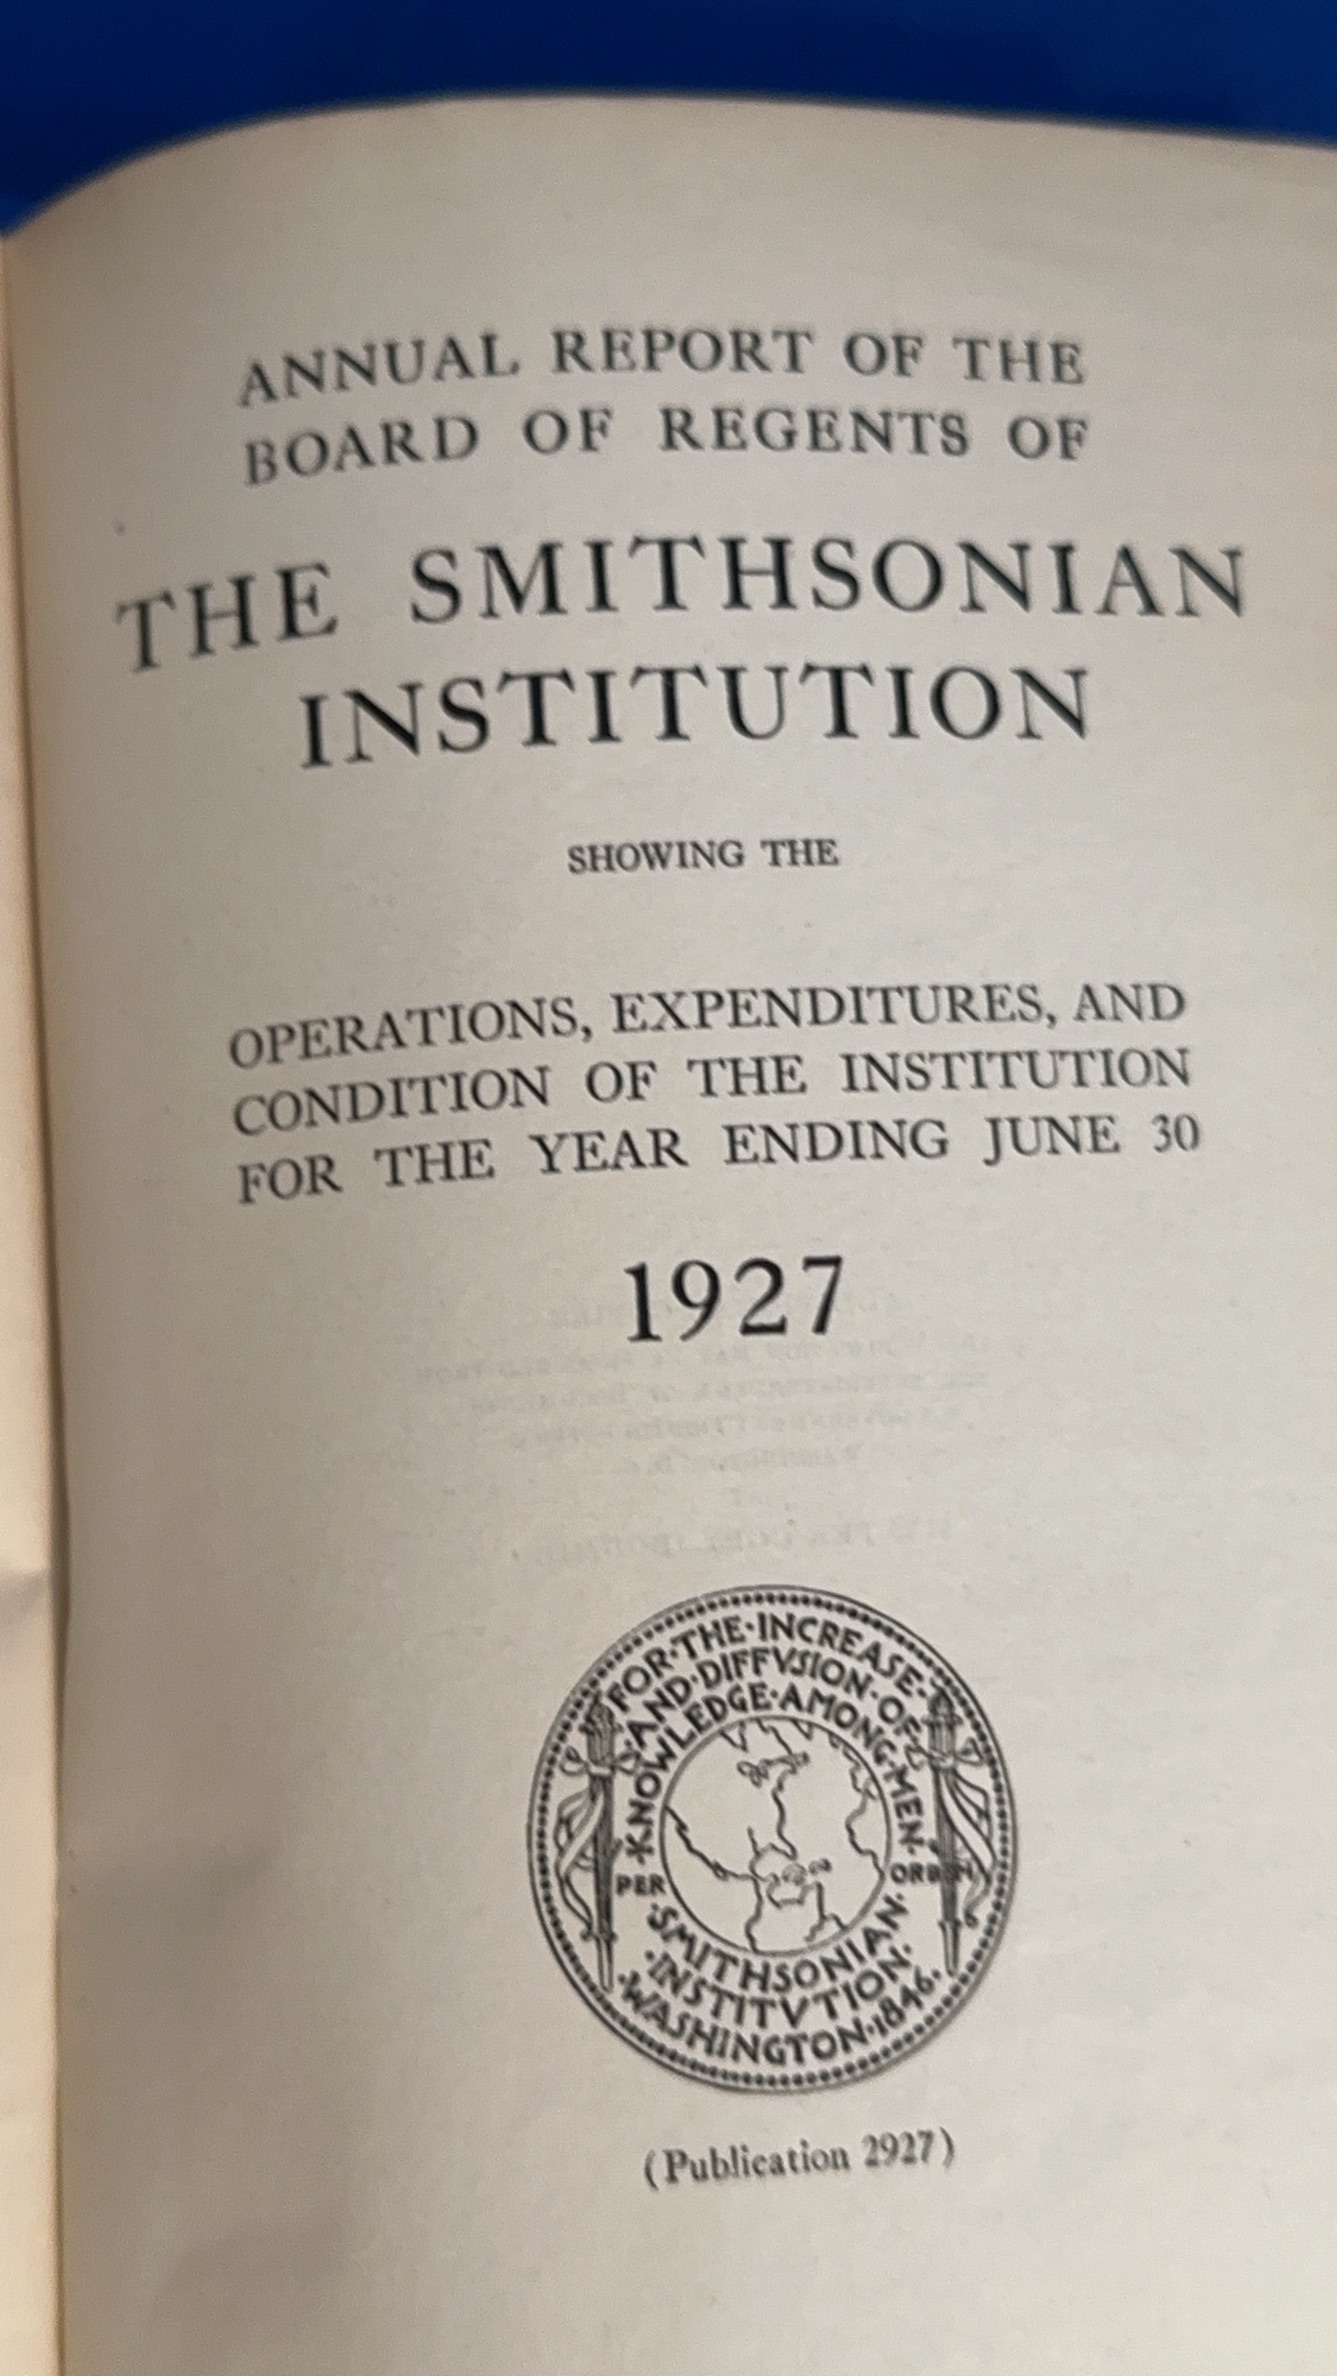 ANNUAL REPORT OF THE
BOARD OF REGENTS OF
THE SMITHSONIAN
INSTITUTION
SHOWING THE
OPERATIONS, EXPENDITURES, AND
CONDITION OF THE INSTITUTION
FOR THE YEAR ENDING JUNE 30
1927
FOR·THE·INCREASE·
·AND·DIFFVSION·OF·
·KNOWLEDGE·AMONG·MEN·
PER
·SMITHSONIAN·
·INSTITVTION·
·WASHINGTON·1846·
(Publication 2927)